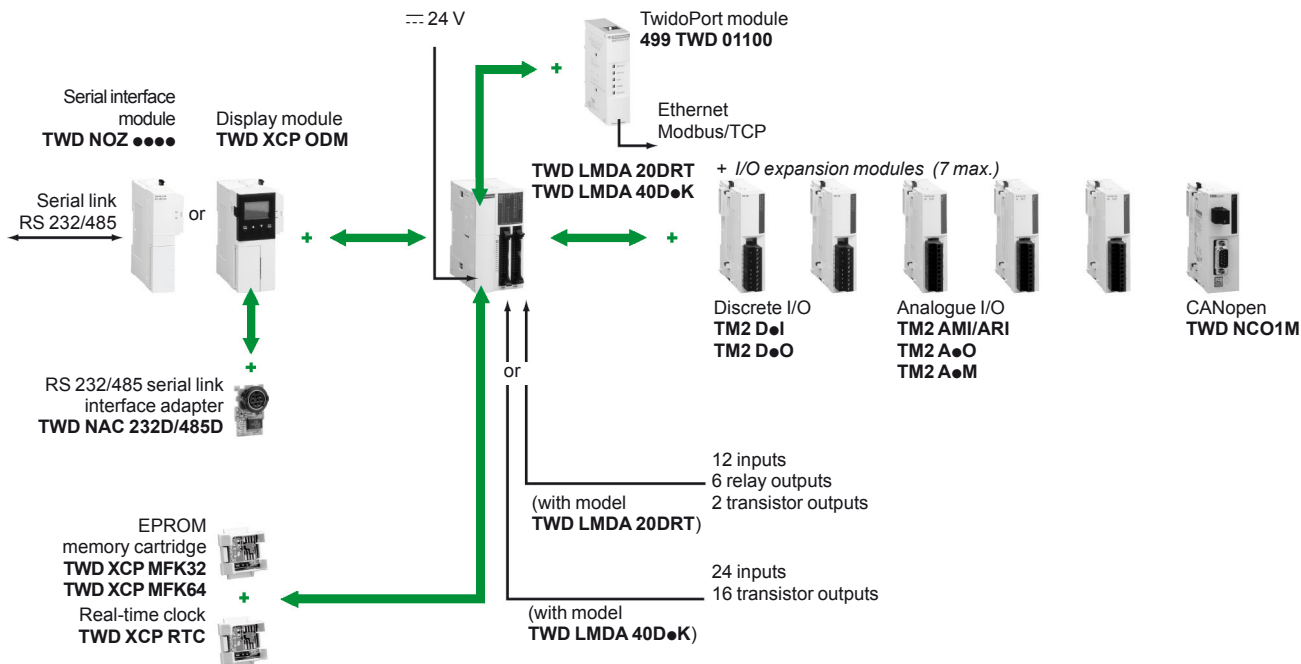 ⎓ 24 V
TwidoPort module
499 TWD 01100
Ethernet
Modbus/TCP
Serial interface
module
TWD NOZ ●●●●
Display module
TWD XCP ODM
Serial link
RS 232/485
or
+
+
TWD LMDA 20DRT
TWD LMDA 40D●K
+ I/O expansion modules (7 max.)
+
Discrete I/O
TM2 D●I
TM2 D●O
Analogue I/O
TM2 AMI/ARI
TM2 A●O
TM2 A●M
CANopen
TWD NCO1M
+
RS 232/485 serial link
interface adapter
TWD NAC 232D/485D
or
12 inputs
6 relay outputs
2 transistor outputs
(with model
TWD LMDA 20DRT)
EPROM
memory cartridge
TWD XCP MFK32
TWD XCP MFK64
+
Real-time clock
TWD XCP RTC
24 inputs
16 transistor outputs
(with model
TWD LMDA 40D●K)